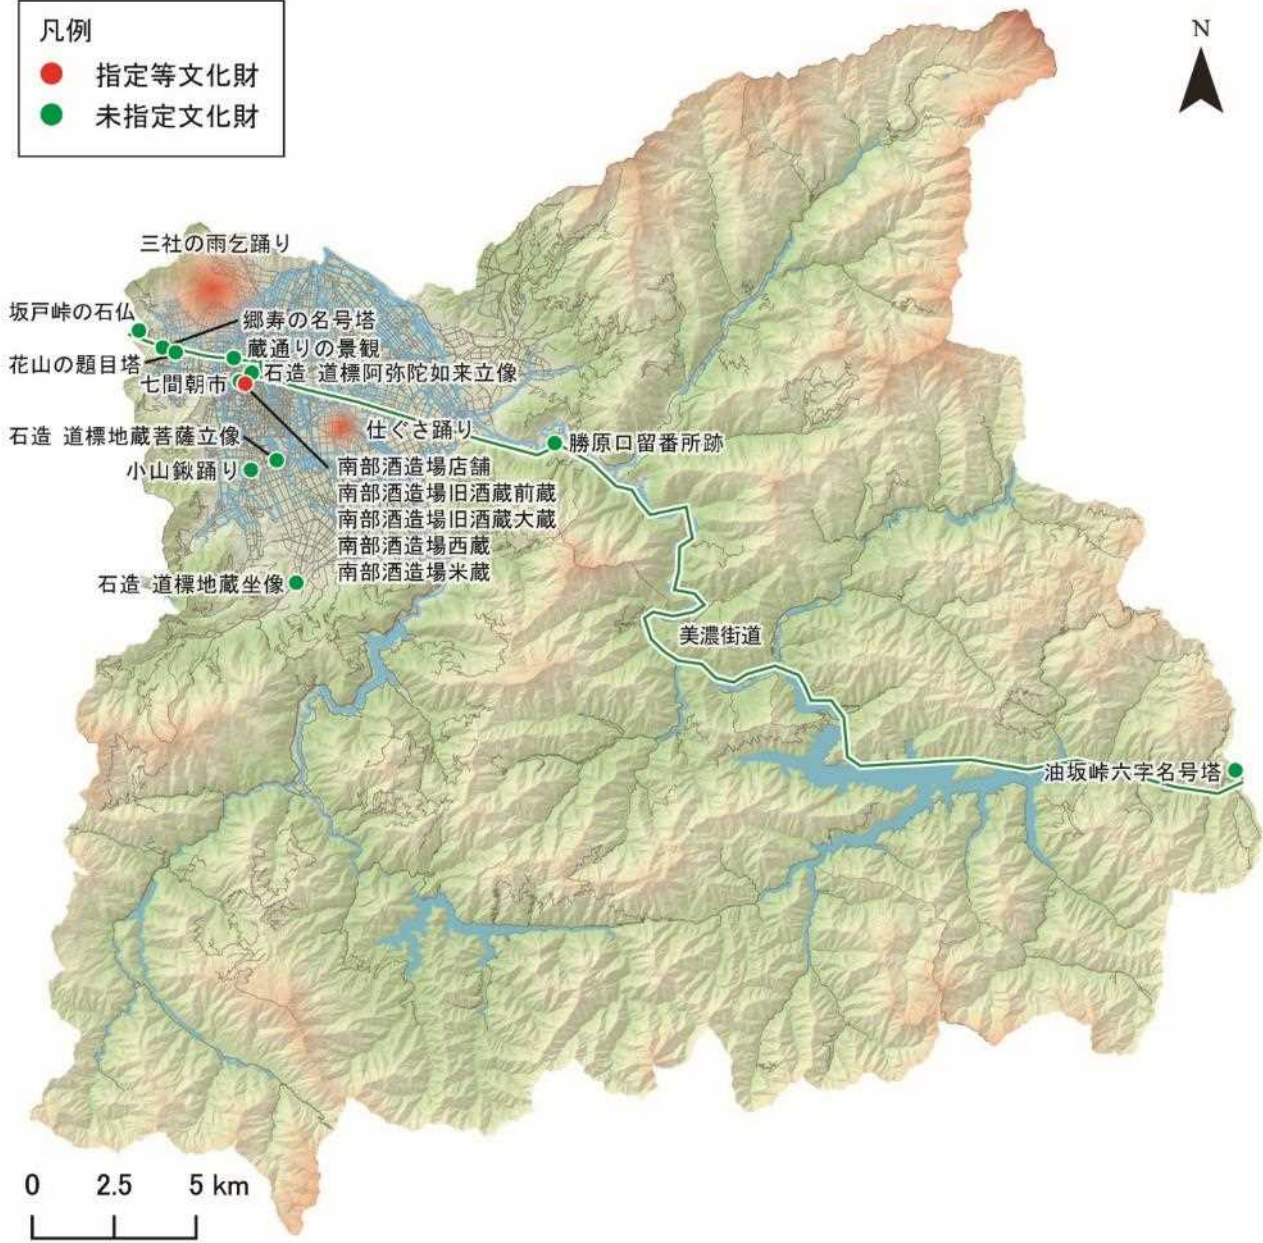 凡例
指定等文化財
未指定文化財
N
三社の雨乞踊り
坂戸峠の石仏
郷寿の名号塔
蔵通りの景観
花山の題目塔
石造 道標阿弥陀如来立像
七間朝市
仕ぐさ踊り
石造 道標地蔵菩薩立像
勝原口留番所跡
小山鍬踊り
南部酒造場店舗
南部酒造場旧酒蔵前蔵
南部酒造場旧酒蔵大蔵
南部酒造場西蔵
南部酒造場米蔵
石造 道標地蔵坐像
美濃街道
油坂峠六字名号塔
0 2.5 5 km